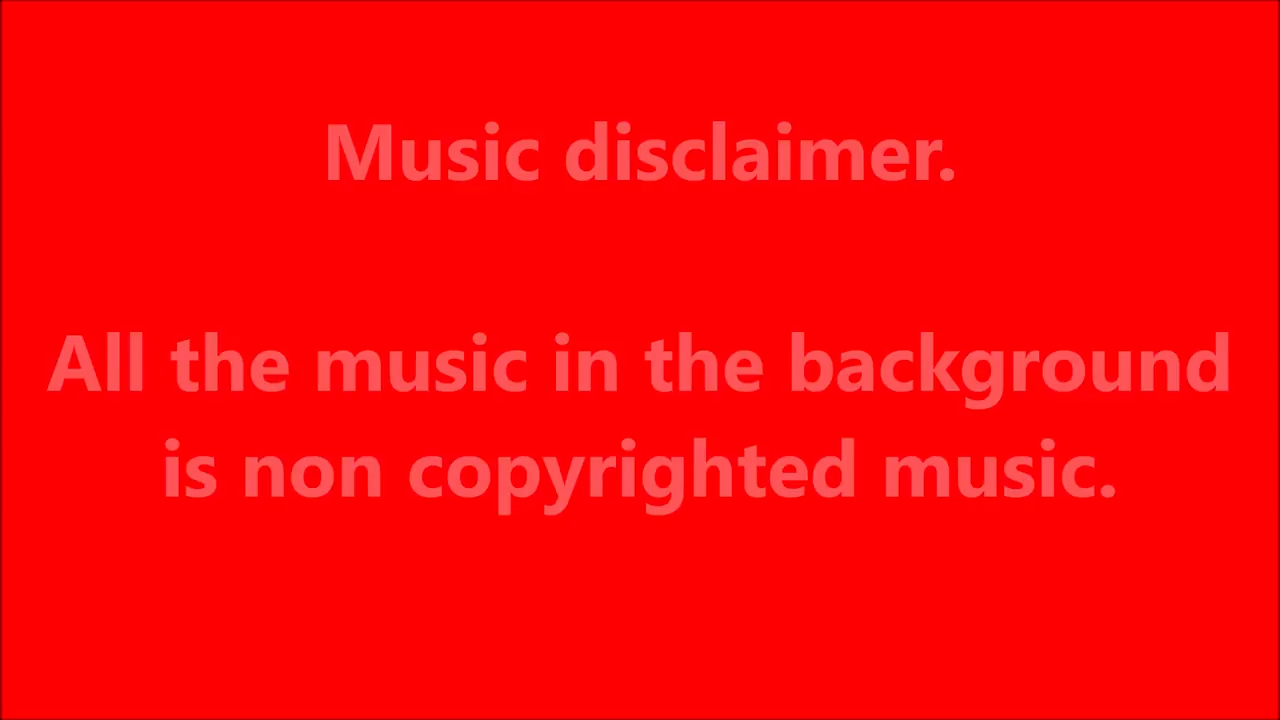 Music disclaimer.
All the music in the background
is non copyrighted music.